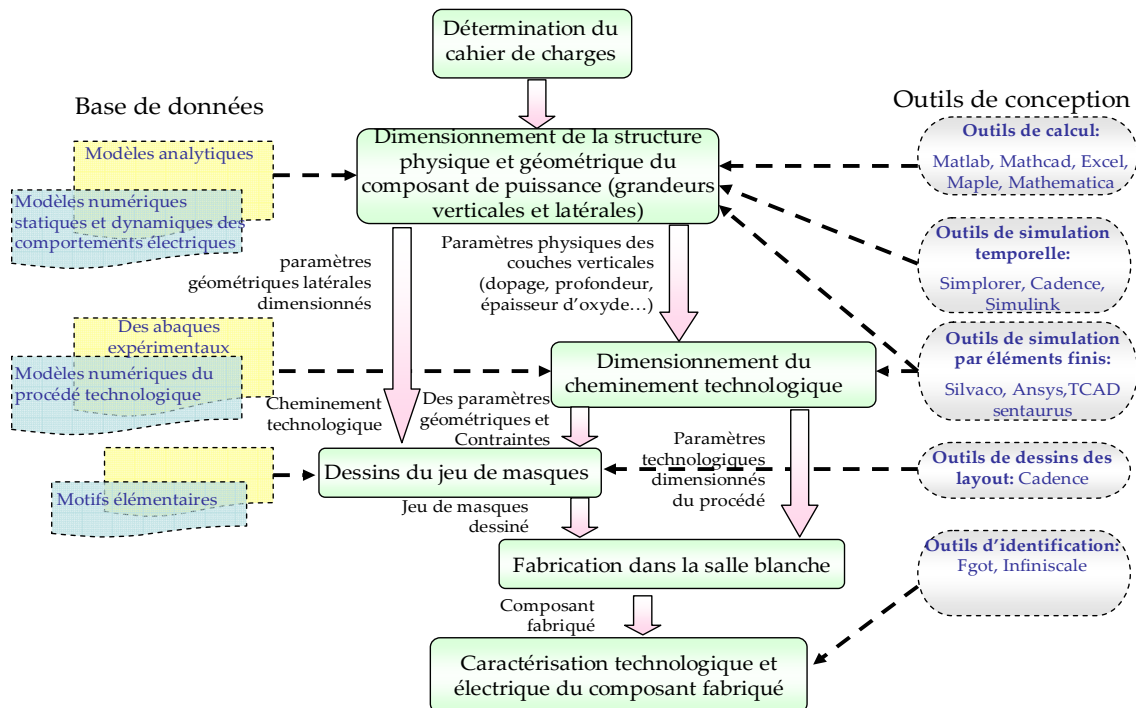 Détermination du
cahier de charges
Base de données
Outils de conception
Modèles analytiques
Modèles numériques
statiques et dynamiques des
comportements électriques
Dimensionnement de la structure
physique et géométrique du
composant de puissance (grandeurs
verticales et latérales)
Outils de calcul:
Matlab, Mathcad, Excel,
Maple, Mathematica
Outils de simulation
temporelle:
Simplorer, Cadence,
Simulink
paramètres
géométriques latérales
dimensionnés
Paramètres physiques des
couches verticales
(dopage, profondeur,
épaisseur d'oxyde…)
Des abaques
expérimentaux
Modèles numériques du
procédé technologique
Dimensionnement du
cheminement technologique
Outils de simulation
par éléments finis:
Silvaco, Ansys,TCAD
sentaurus
Cheminement
technologique
Des paramètres
géométriques et
Contraintes
Paramètres
technologiques
dimensionnés
du procédé
Motifs élémentaires
Dessins du jeu de masques
Outils de dessins des
layout: Cadence
Jeu de masques
dessiné
Fabrication dans la salle blanche
Outils d'identification:
Fgot, Infiniscale
Composant
fabriqué
Caractérisation technologique et
électrique du composant fabriqué